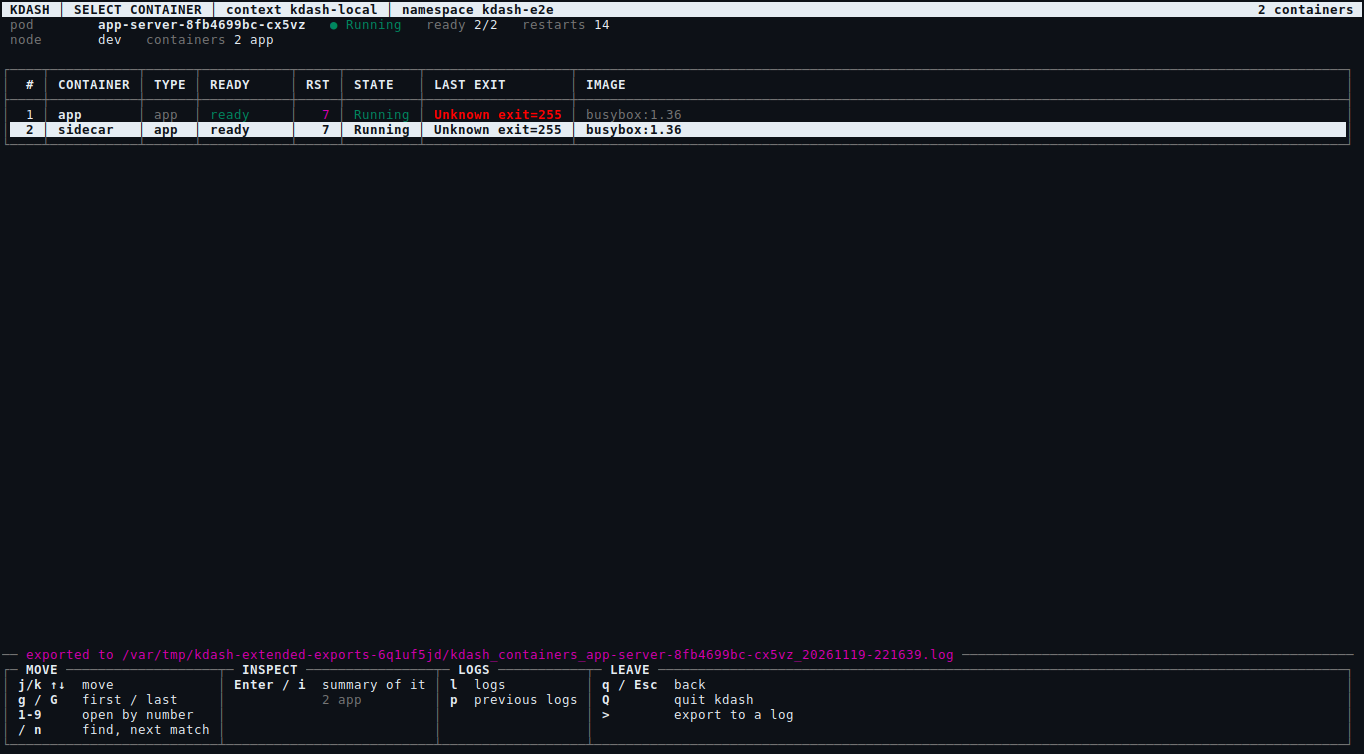 KDASH │ SELECT CONTAINER │ context kdash-local │ namespace kdash-e2e 2 containers
pod app-server-8fb4699bc-cx5vz ● Running ready 2/2 restarts 14
node dev containers 2 app
# │ CONTAINER │ TYPE │ READY │ RST │ STATE │ LAST EXIT │ IMAGE
1 │ app │ app │ ready │ 7 │ Running │ Unknown exit=255 │ busybox:1.36
2 │ sidecar │ app │ ready │ 7 │ Running │ Unknown exit=255 │ busybox:1.36
exported to /var/tmp/kdash-extended-exports-6q1uf5jd/kdash_containers_app-server-8fb4699bc-cx5vz_20261119-221639.log
MOVE INSPECT LOGS LEAVE
j/k ↑↓ move │ Enter / i summary of it │ l logs │ q / Esc back
g / G first / last │ 2 app │ p previous logs │ Q quit kdash
1-9 open by number │ > export to a log
/ n find, next match